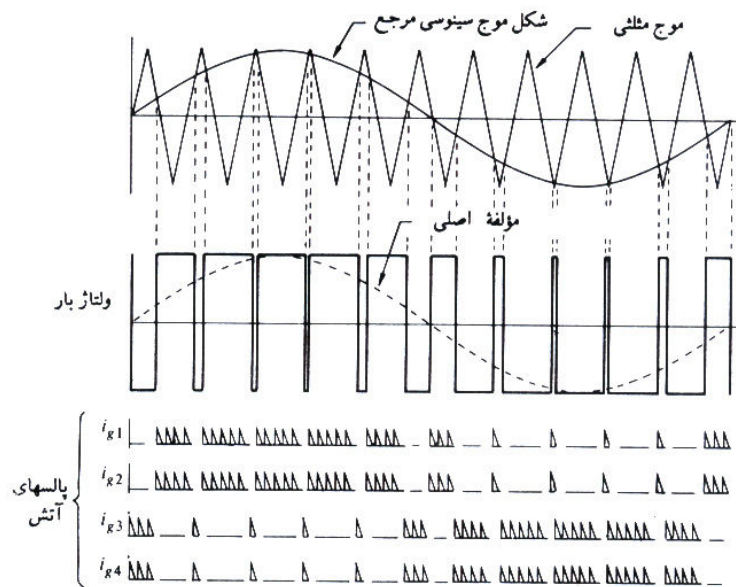 شکل موج سینوسی مرجع
موج مثلثی
مؤلفهٔ اصلی
ولتاژ بار
پالسهای
آتش
ig1
ig2
ig3
ig4